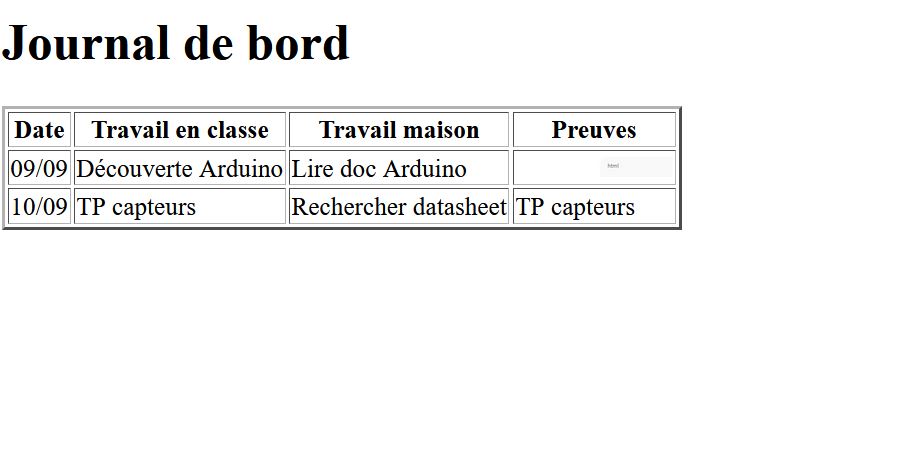 Journal de bord
Date Travail en classe Travail maison Preuves
09/09 Découverte Arduino Lire doc Arduino html
10/09 TP capteurs Rechercher datasheet TP capteurs